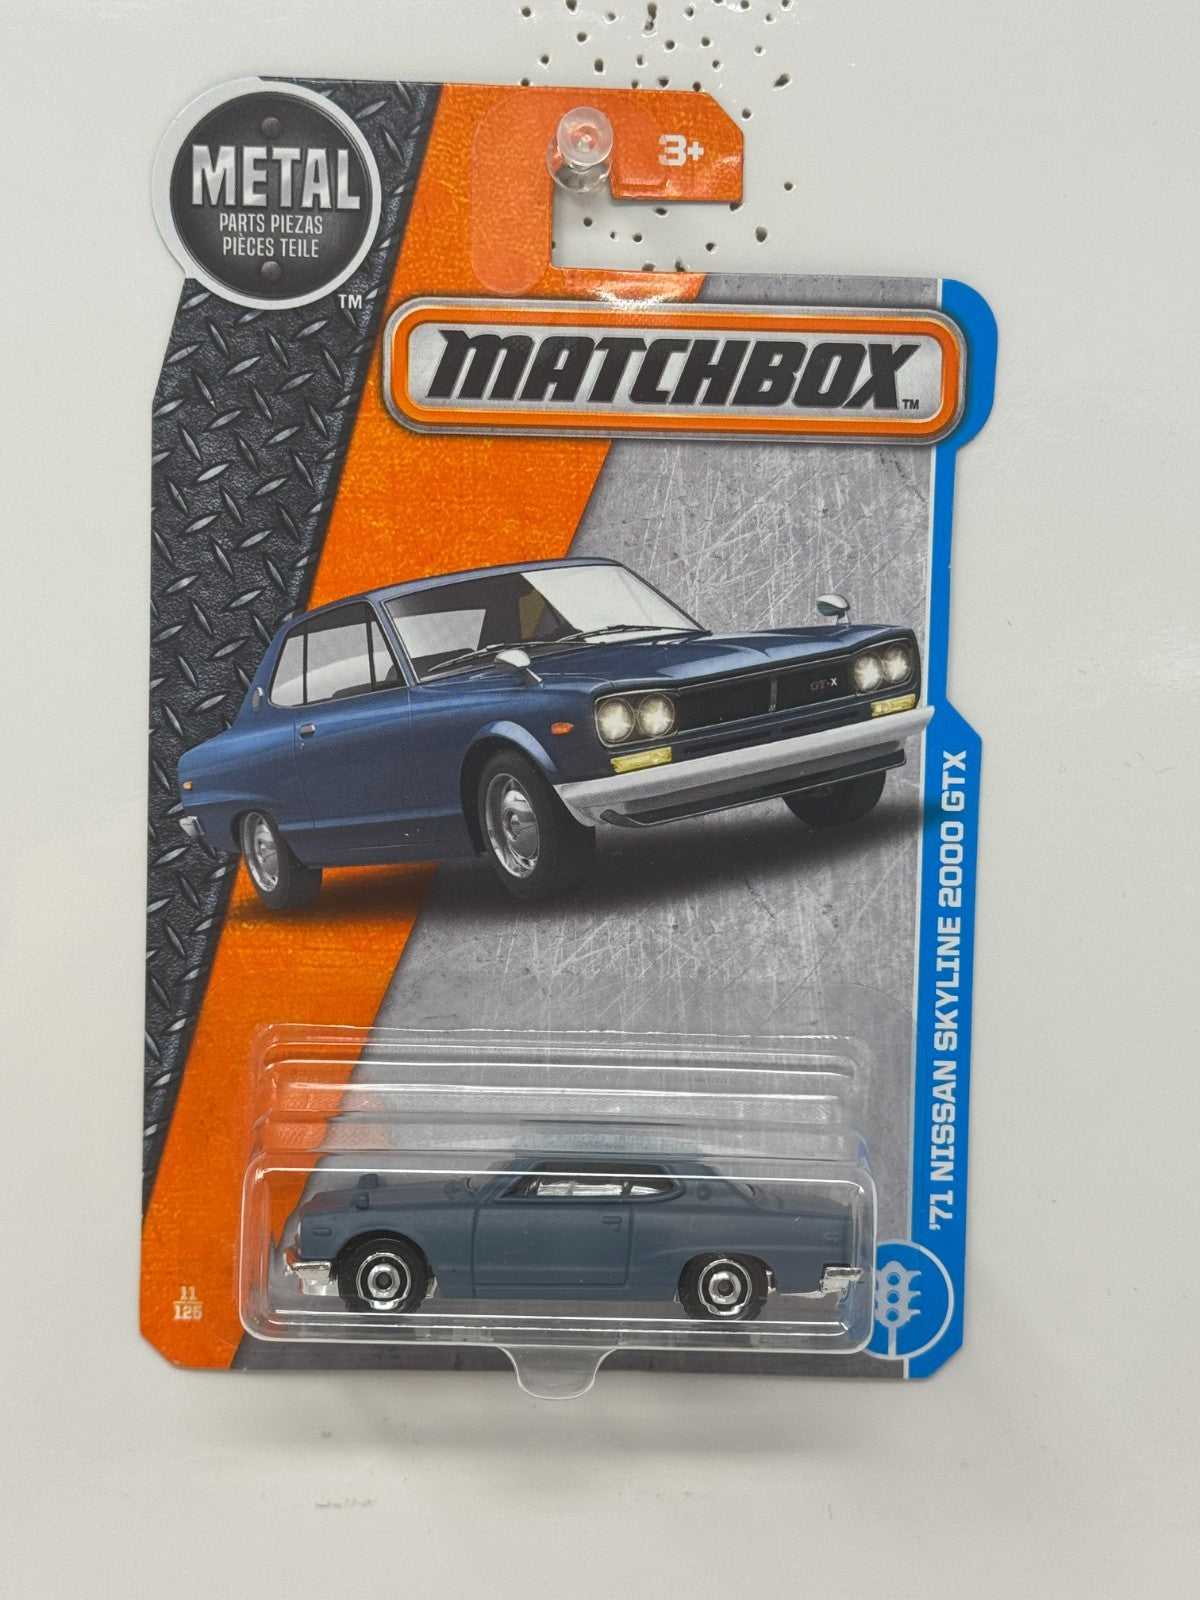 METAL
PARTS PIEZAS
PIÈCES TEILE
TM
3+
MATCHBOX TM
GT-X
'71 NISSAN SKYLINE 2000 GTX
11
125